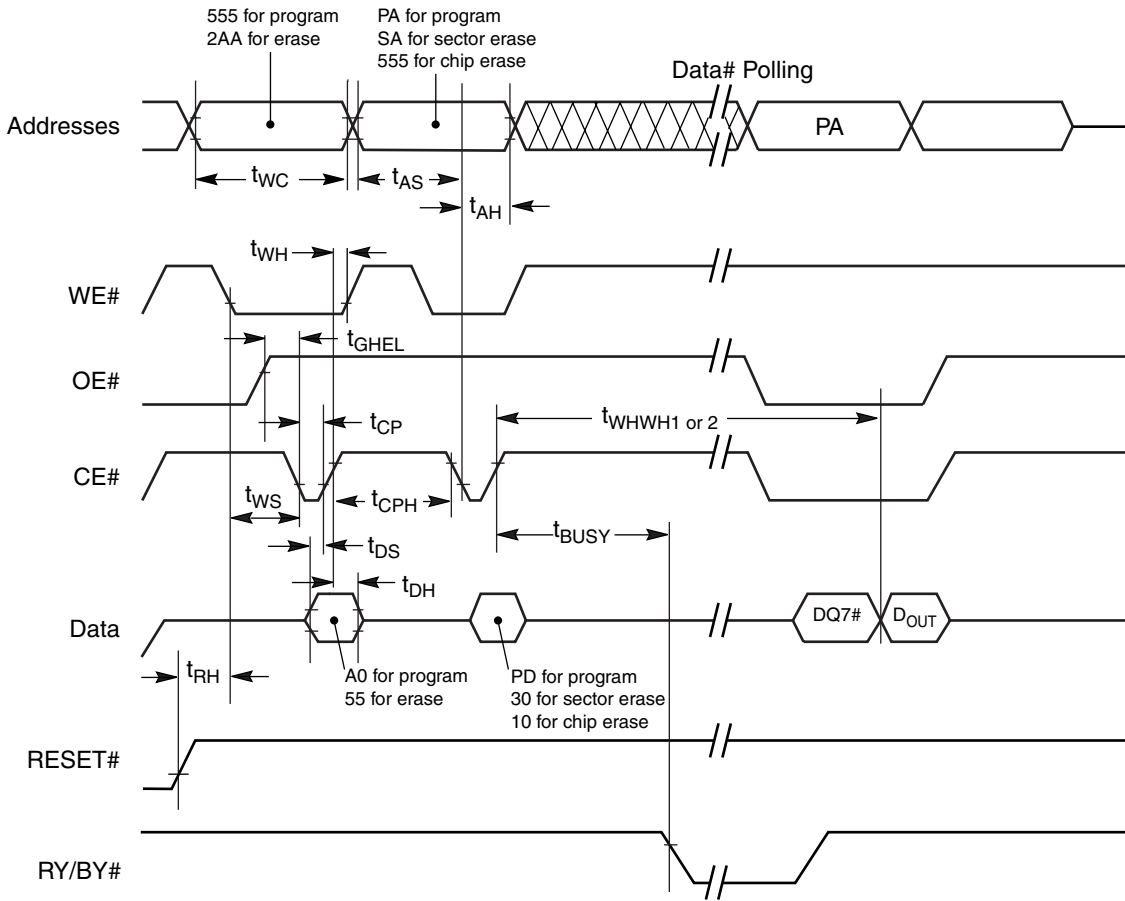 555 for program
2AA for erase
PA for program
SA for sector erase
555 for chip erase
Data# Polling
Addresses
PA
tWC
tAS
tAH
tWH
WE#
tGHEL
OE#
tWHWH1 or 2
tCP
CE#
tWS
tCPH
tBUSY
tDS
tDH
Data
DQ7#
DOUT
tRH
A0 for program
55 for erase
PD for program
30 for sector erase
10 for chip erase
RESET#
RY/BY#